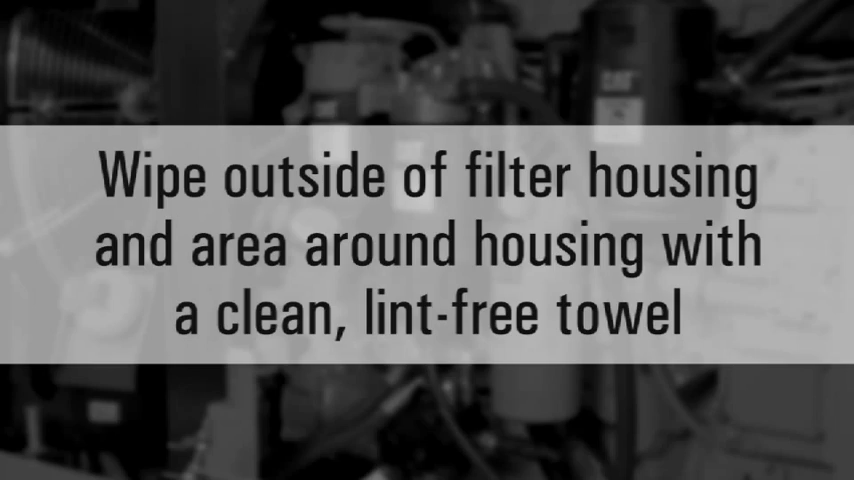 Wipe outside of filter housing
and area around housing with
a clean, lint-free towel